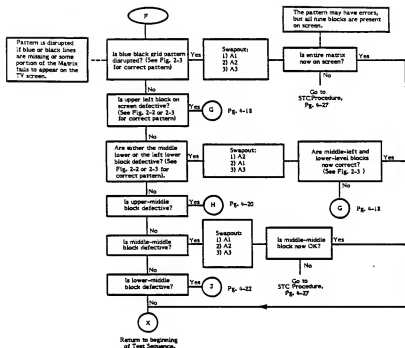 F
The pattern may have errors,
but all nine blocks are present
on screen.
Pattern is disrupted
if blue or black lines
are missing or some
portion of the Matrix
fails to appear on the
TV screen.
Is blue black grid pattern
disrupted? (See Fig. 2-3
for correct pattern)
Yes
Swapout:
1) A1
2) A2
3) A3
Is entire matrix
now on screen?
Yes
No
No
Go to
STC Procedure,
Pg. 4-27
Is upper left block on
screen defective?
(See Fig. 2-2 or 2-3
for correct pattern)
Yes
G
Pg. 4-18
No
Are either the middle
lower or the left lower
block defective? (See
Fig. 2-2 or 2-3 for
correct pattern).
Yes
Swapout:
1) A2
2) A1
3) A3
Are middle-left and
lower-level blocks
now correct?
(See Fig. 2-3 )
Yes
No
No
G
Pg. 4-18
Is upper-middle
block defective?
Yes
H
Pg. 4-20
No
Is middle-middle
block defective?
Yes
Swapout:
1) A1
2) A2
3) A3
Is middle-middle
block now OK?
Yes
No
No
Go to
STC Procedure,
Pg. 4-27
Is lower-middle
block defective?
Yes
J
Pg. 4-22
No
X
Return to beginning
of Test Sequence.